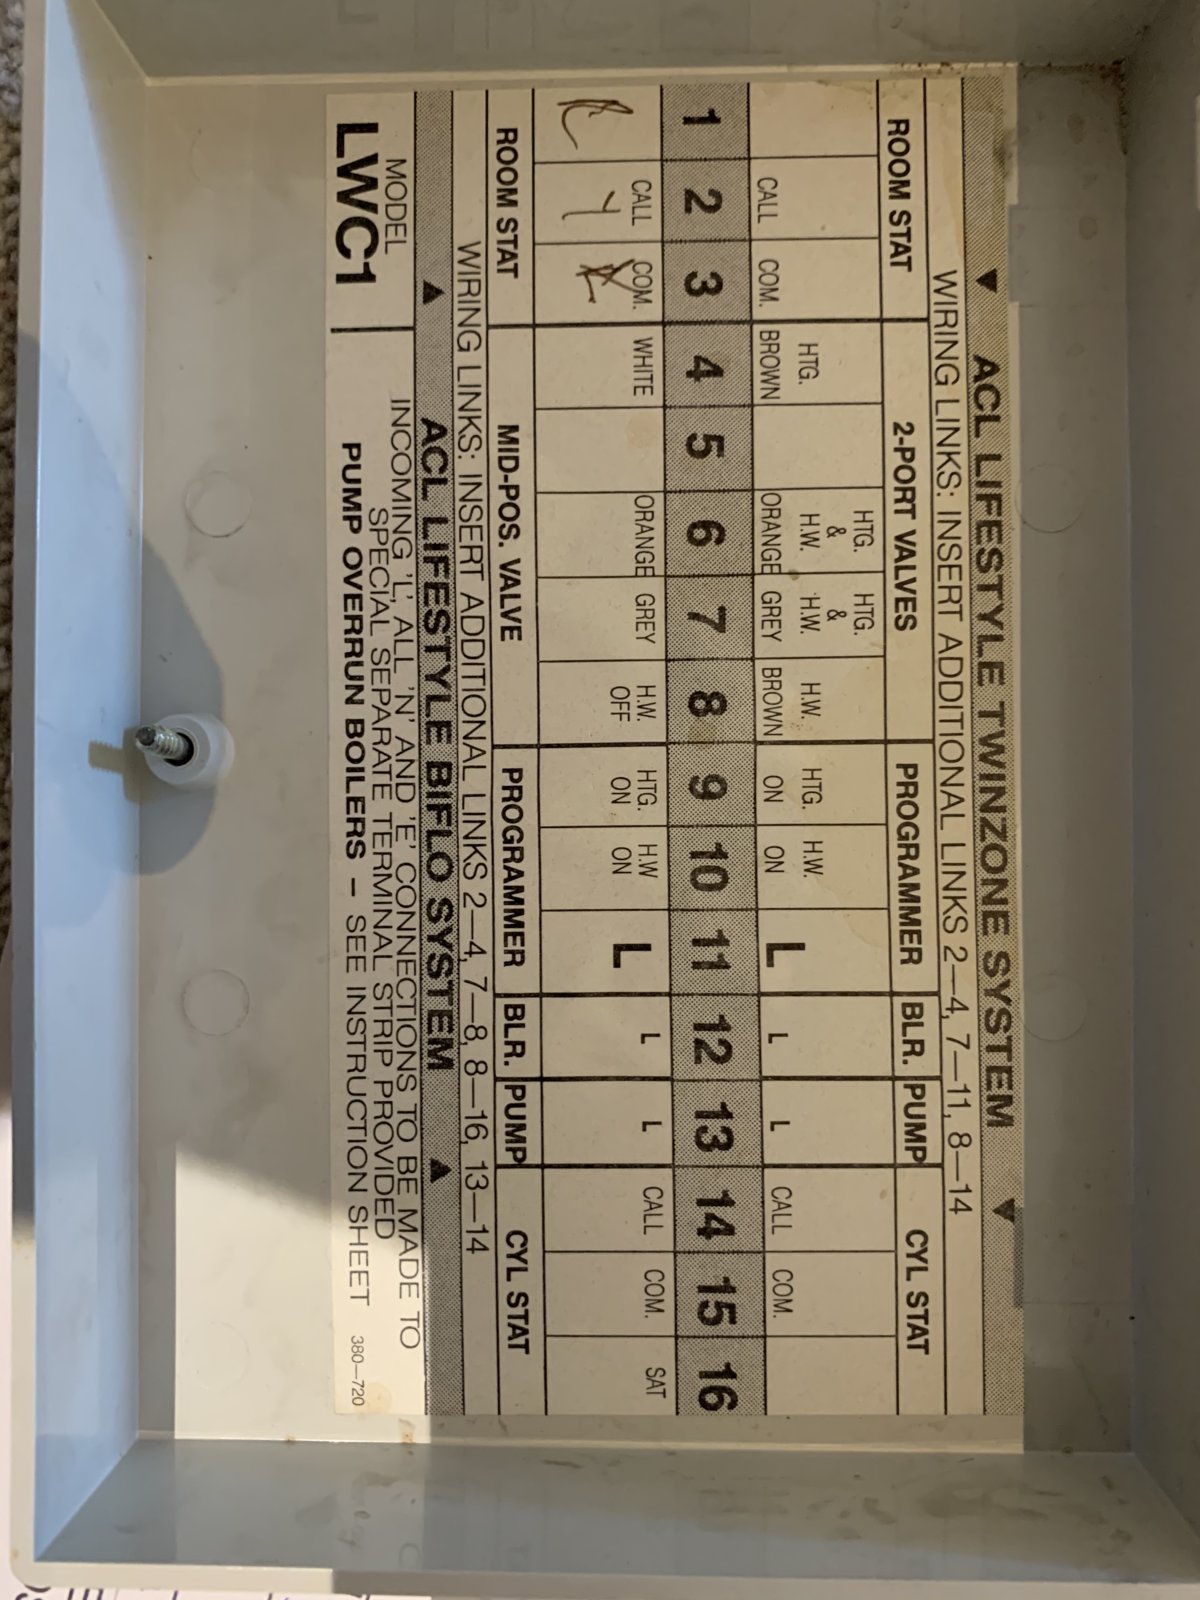 ▼ ACL LIFESTYLE TWINZONE SYSTEM ▼
WIRING LINKS: INSERT ADDITIONAL LINKS 2—4, 7—11, 8—14
ROOM STAT 2-PORT VALVES PROGRAMMER BLR. PUMP CYL STAT
HTG. & HTG. &
HTG. H.W. H.W. H.W. HTG. H.W.
CALL COM. BROWN ORANGE GREY BROWN ON ON L L L CALL COM.
1 2 3 4 5 6 7 8 9 10 11 12 13 14 15 16
CALL COM. WHITE ORANGE GREY H.W. HTG. H.W L L L CALL COM. SAT
OFF ON ON
Y
ROOM STAT MID-POS. VALVE PROGRAMMER BLR. PUMP CYL STAT
WIRING LINKS: INSERT ADDITIONAL LINKS 2—4, 7—8, 8—16, 13—14
▲ ACL LIFESTYLE BIFLO SYSTEM ▲
MODEL
LWC1
INCOMING 'L', ALL 'N' AND 'E' CONNECTIONS TO BE MADE TO
SPECIAL SEPARATE TERMINAL STRIP PROVIDED
PUMP OVERRUN BOILERS – SEE INSTRUCTION SHEET 380—720